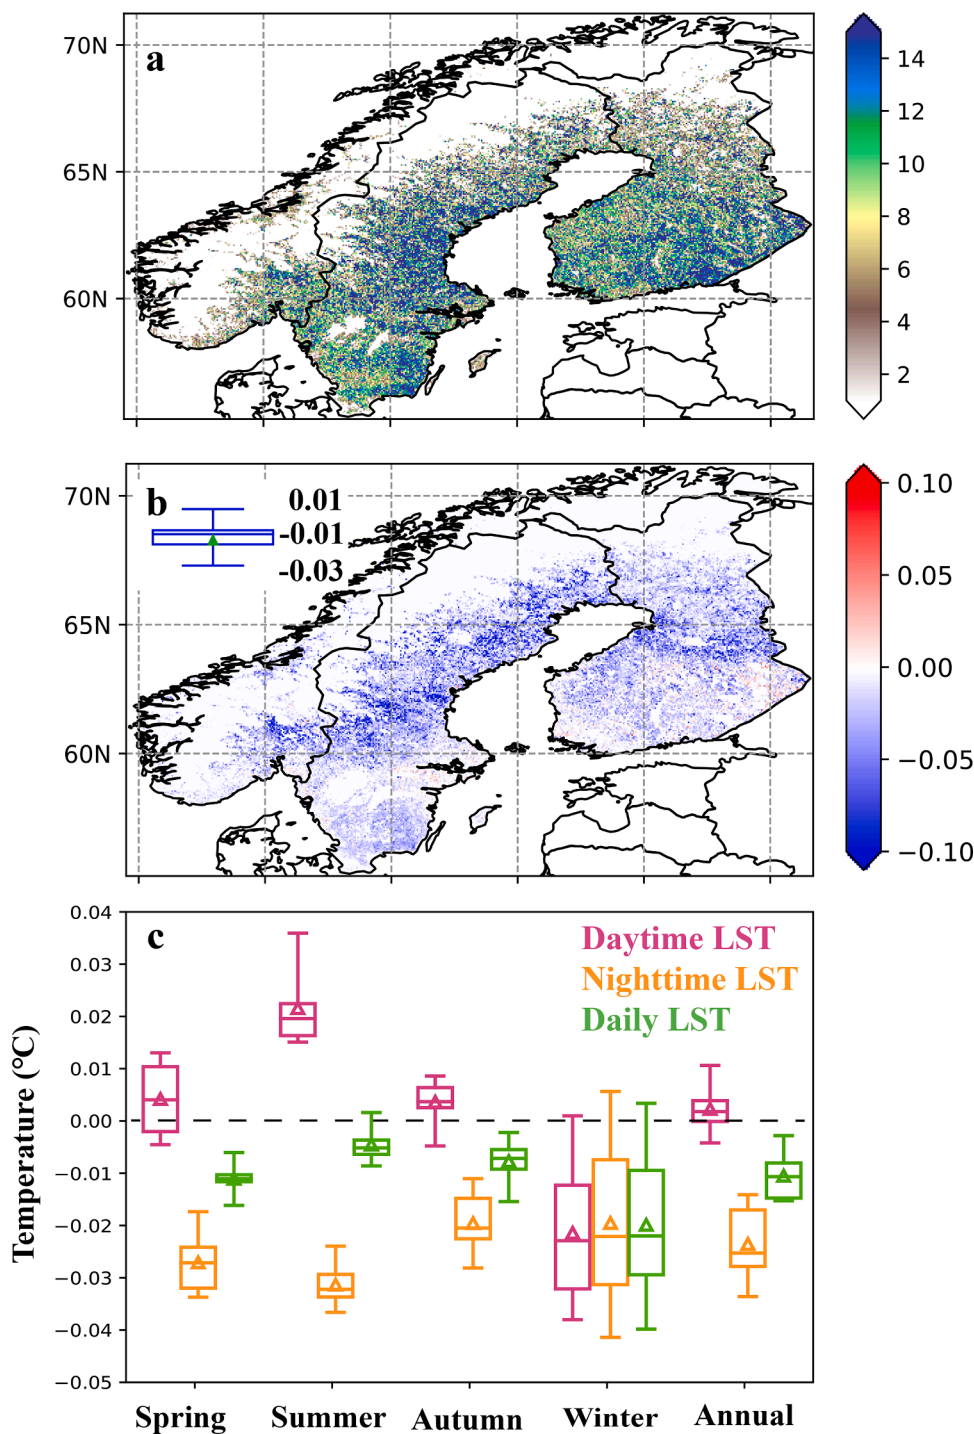 a
70N
65N
60N
14
12
10
8
6
4
2
b
0.01
-0.01
-0.03
70N
65N
60N
0.10
0.05
0.00
−0.05
−0.10
c
Daytime LST
Nighttime LST
Daily LST
Temperature (°C)
0.04
0.03
0.02
0.01
0.00
−0.01
−0.02
−0.03
−0.04
−0.05
Spring Summer Autumn Winter Annual